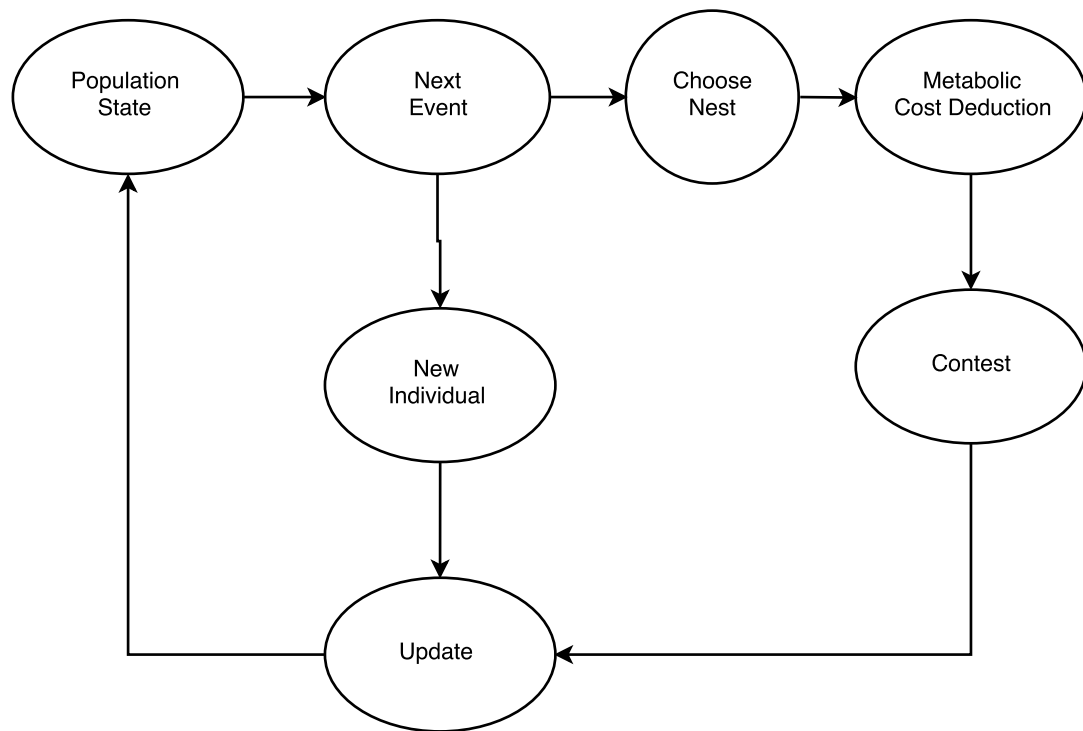 Population
State
Next
Event
Choose
Nest
Metabolic
Cost Deduction
New
Individual
Contest
Update